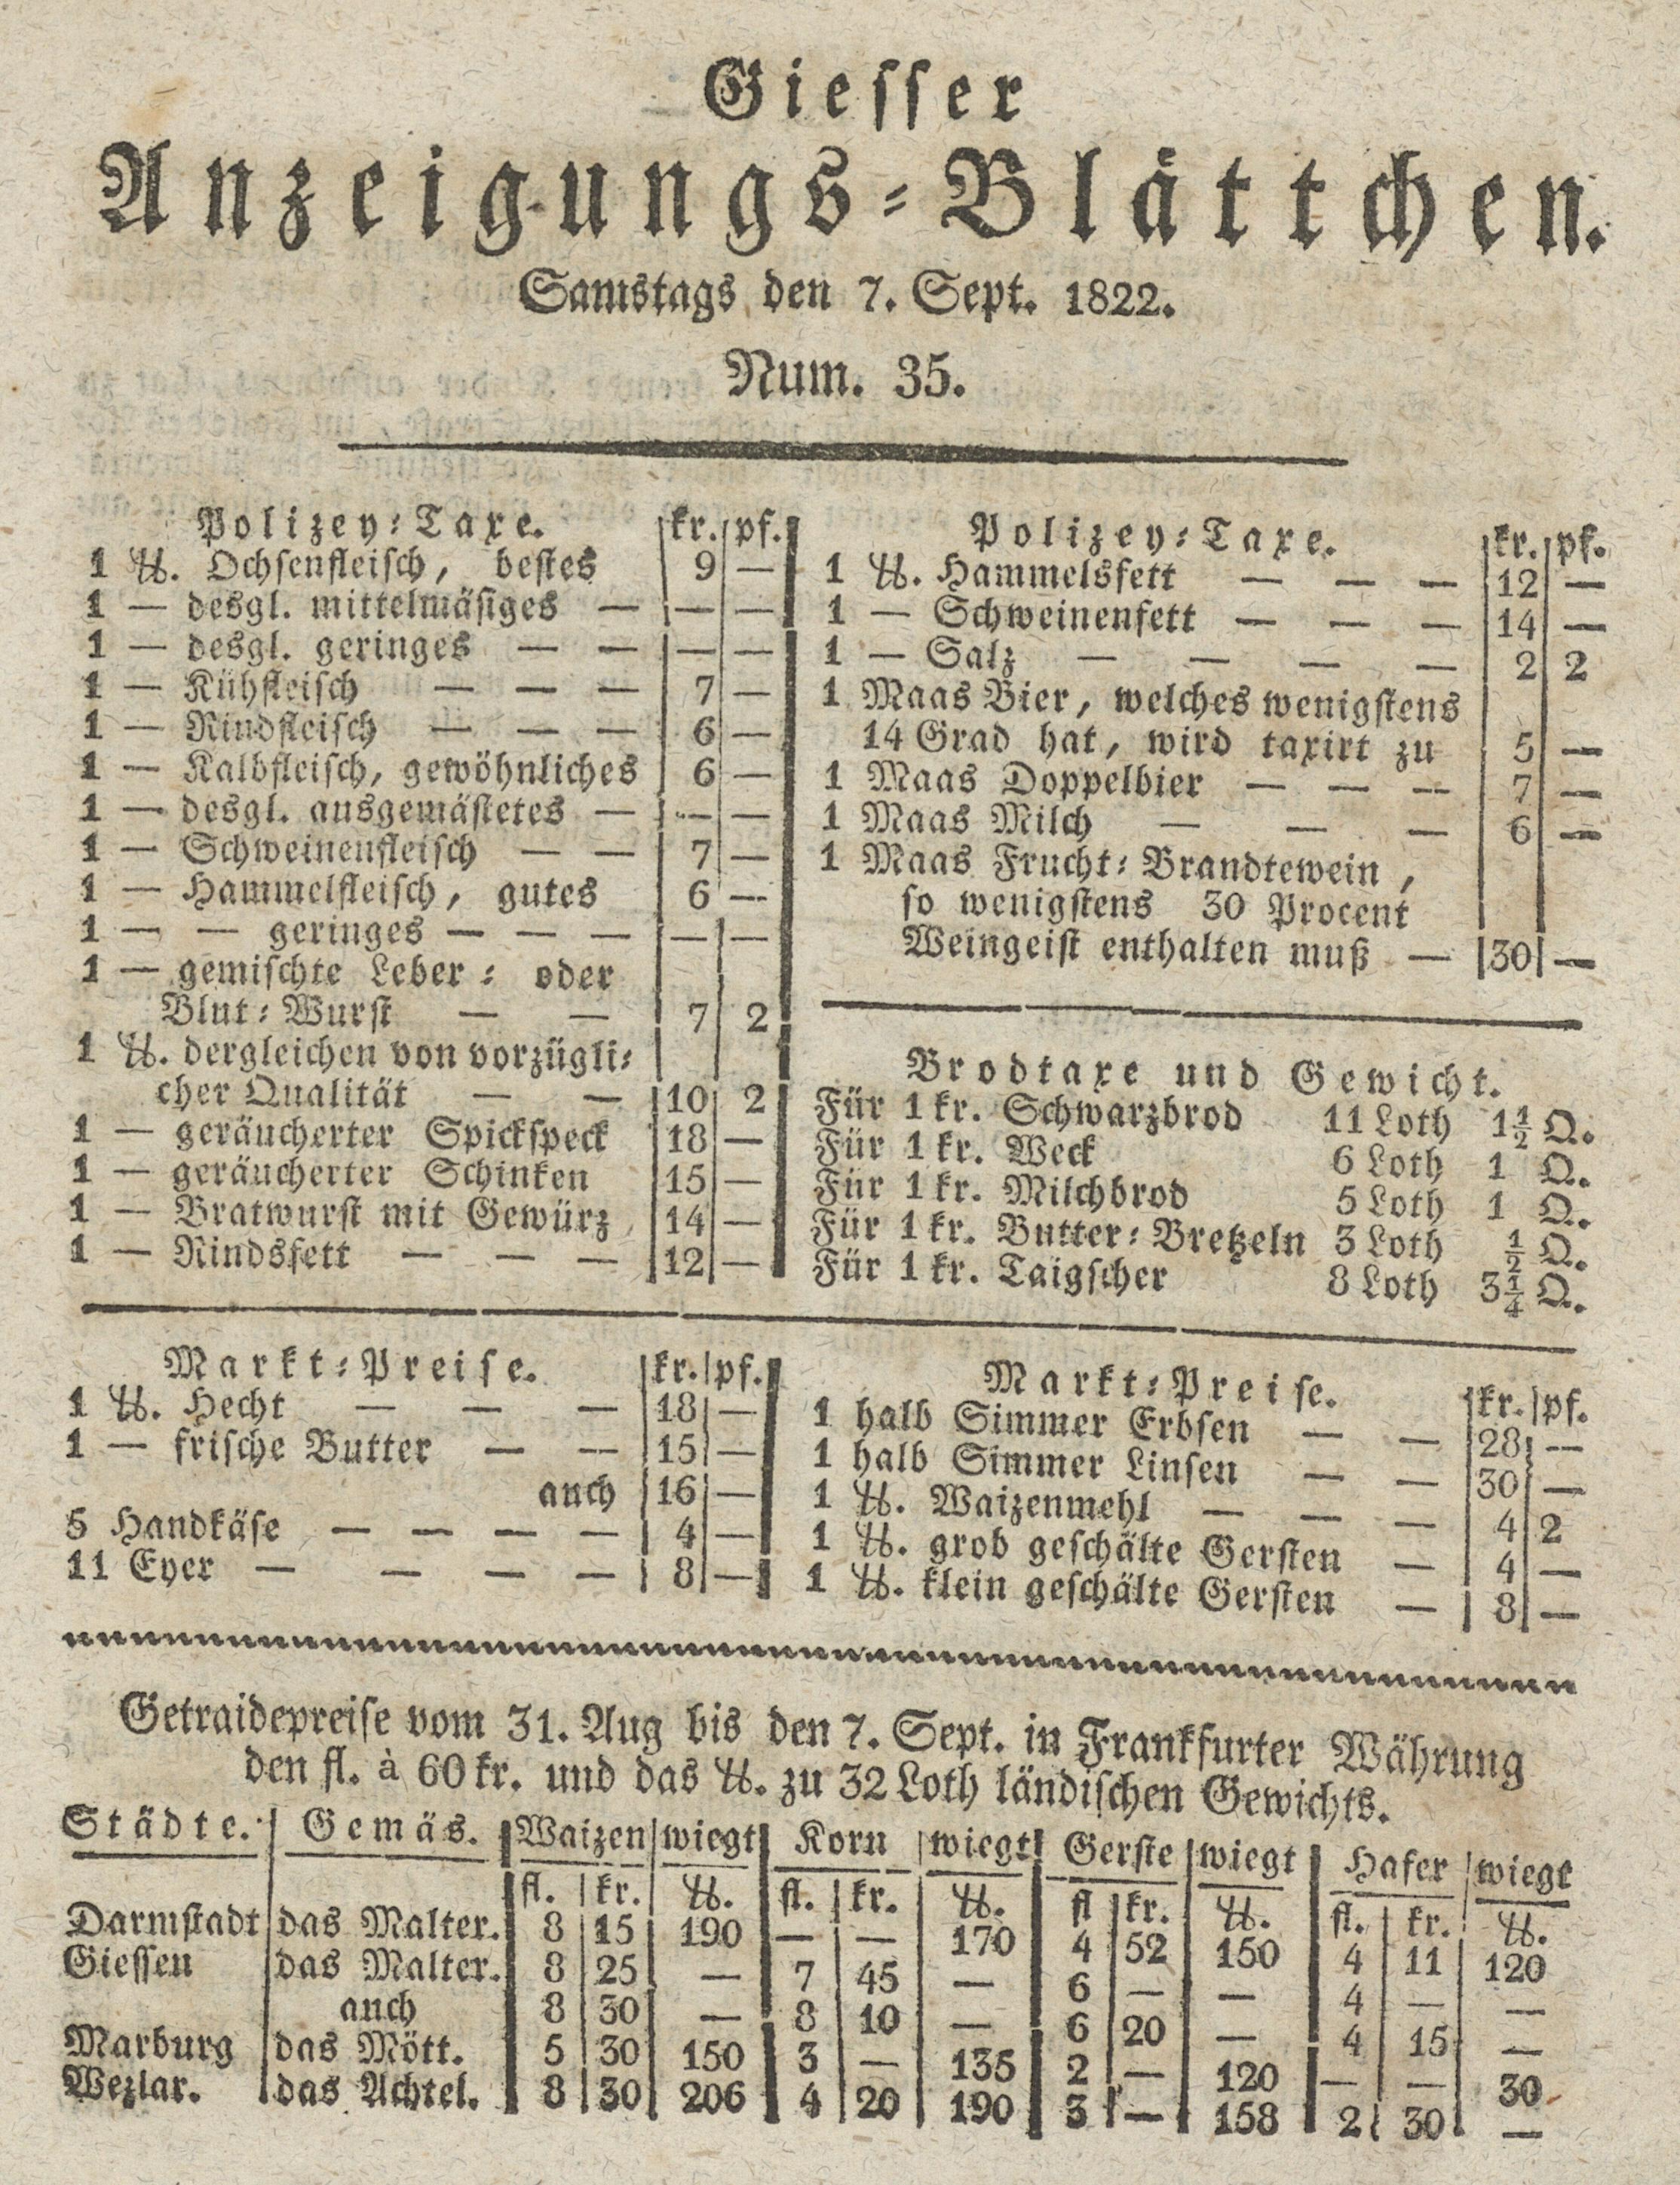 Giesser
Anzeigungs-Blättchen.
Samstags den 7. Sept. 1822.
Num. 35.
Polizey-Taxe. kr. pf.
1 ℔. Ochsenfleisch, bestes 9 —
1 — desgl. mittelmäsiges — — —
1 — desgl. geringes — — — —
1 — Kühfleisch — — — 7 —
1 — Rindfleisch — — — 6 —
1 — Kalbfleisch, gewöhnliches 6 —
1 — desgl. ausgemästetes — — —
1 — Schweinenfleisch — — 7 —
1 — Hammelfleisch, gutes 6 —
1 — — geringes — — — — —
1 — gemischte Leber- oder
Blut-Wurst — — 7 2
1 ℔. dergleichen von vorzügli-
cher Qualität — — 10 2
1 — geräucherter Spickspeck 18 —
1 — geräucherter Schinken 15 —
1 — Bratwurst mit Gewürz 14 —
1 — Rindsfett — — — 12 —
Polizey-Taxe. kr. pf.
1 ℔. Hammelsfett — — — 12 —
1 — Schweinenfett — — — 14 —
1 — Salz — — — — 2 2
1 Maas Bier, welches wenigstens
14 Grad hat, wird taxirt zu 5 —
1 Maas Doppelbier — — — 7 —
1 Maas Milch — — — 6 —
1 Maas Frucht-Brandtewein,
so wenigstens 30 Procent
Weingeist enthalten muß — 30 —
Brodtaxe und Gewicht.
Für 1 kr. Schwarzbrod 11 Loth 1½ Q.
Für 1 kr. Weck 6 Loth 1 Q.
Für 1 kr. Milchbrod 5 Loth 1 Q.
Für 1 kr. Butter-Bretzeln 3 Loth ½ Q.
Für 1 kr. Taigscher 8 Loth 3¼ Q.
Markt-Preise. kr. pf.
1 ℔. Hecht — — — 18 —
1 — frische Butter — — 15 —
auch 16 —
5 Handkäse — — — — 4 —
11 Eyer — — — — 8 —
Markt-Preise. kr. pf.
1 halb Simmer Erbsen — — 28 —
1 halb Simmer Linsen — — 30 —
1 ℔. Waizenmehl — — — 4 2
1 ℔. grob geschälte Gersten — 4 —
1 ℔. klein geschälte Gersten — 8 —
Getraidepreise vom 31. Aug bis den 7. Sept. in Frankfurter Währung
den fl. à 60 kr. und das ℔. zu 32 Loth ländischen Gewichts.
Städte. Gemäs. Waizen wiegt Korn wiegt Gerste wiegt Hafer wiegt
fl. kr. ℔. fl. kr. ℔. fl kr. ℔. fl. kr. ℔.
Darmstadt das Malter. 8 15 190 — — 170 4 52 150 4 11 120
Giessen das Malter. 8 25 — 7 45 — 6 — — 4 — —
auch 8 30 — 8 10 — 6 20 — 4 15 —
Marburg das Mött. 5 30 150 3 — 135 2 — 120 — — 30
Wezlar. das Achtel. 8 30 206 4 20 190 3 — 158 2 30 —